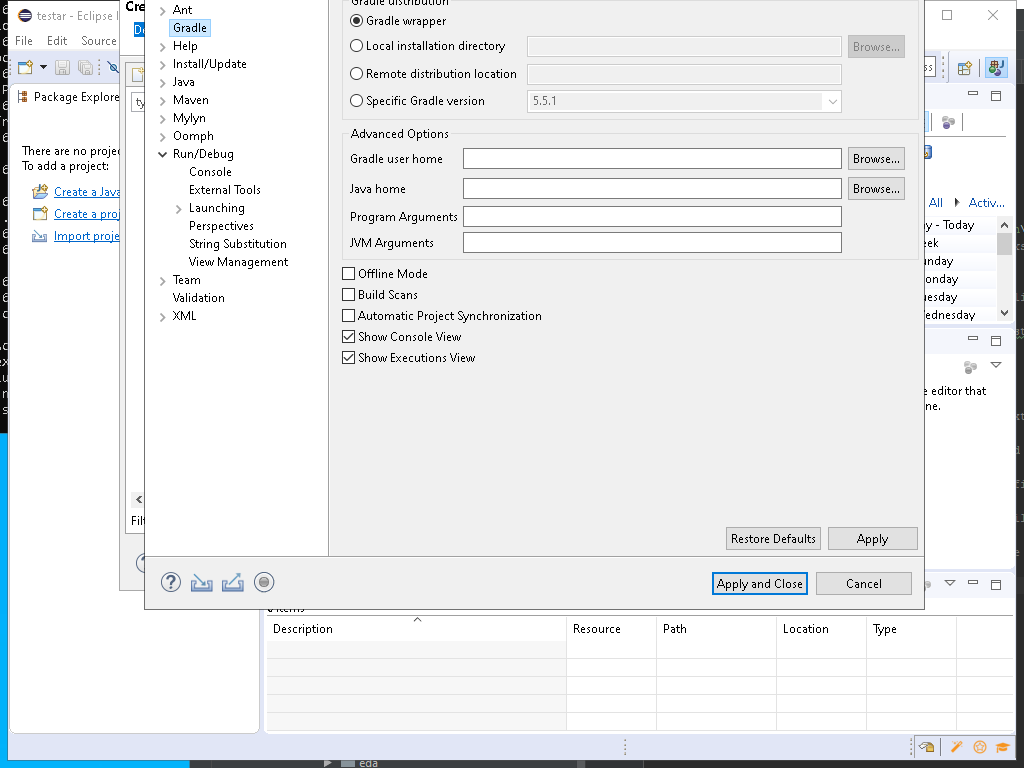 testar - Eclipse I
File Edit Source
Package Explore
There are no projec
To add a project:
Create a Java
Create a proj
Import proje
Cre
De
ty
Filt
Ant
Gradle
Help
Install/Update
Java
Maven
Mylyn
Oomph
Run/Debug
Console
External Tools
Launching
Perspectives
String Substitution
View Management
Team
Validation
XML
Gradle distribution
Gradle wrapper
Local installation directory
Browse...
Remote distribution location
Specific Gradle version
5.5.1
Advanced Options
Gradle user home
Browse...
Java home
Browse...
Program Arguments
JVM Arguments
Offline Mode
Build Scans
Automatic Project Synchronization
Show Console View
Show Executions View
Restore Defaults
Apply
Apply and Close
Cancel
ss
All
Activ...
y - Today
eek
unday
onday
uesday
ednesday
e editor that
ne.
items
Description
Resource
Path
Location
Type
eda